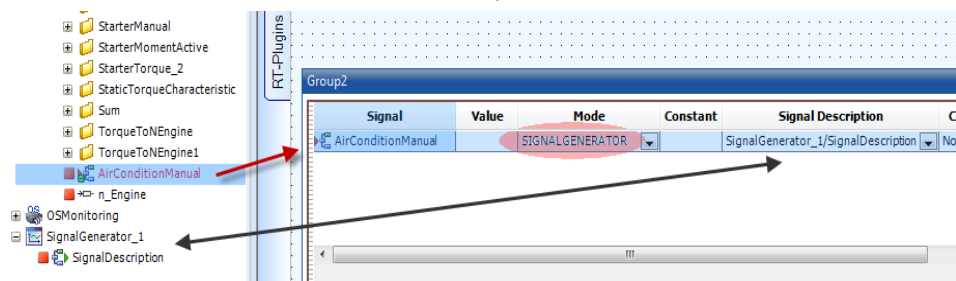 StarterManual
StarterMomentActive
StarterTorque_2
StaticTorqueCharacteristic
Sum
TorqueToNEngine
TorqueToNEngine1
AirConditionManual
n_Engine
OS
OSMonitoring
SignalGenerator_1
SignalDescription
RT-Plugins
Group2
Signal Value Mode Constant Signal Description C
AirConditionManual SIGNALGENERATOR SignalGenerator_1/SignalDescription No